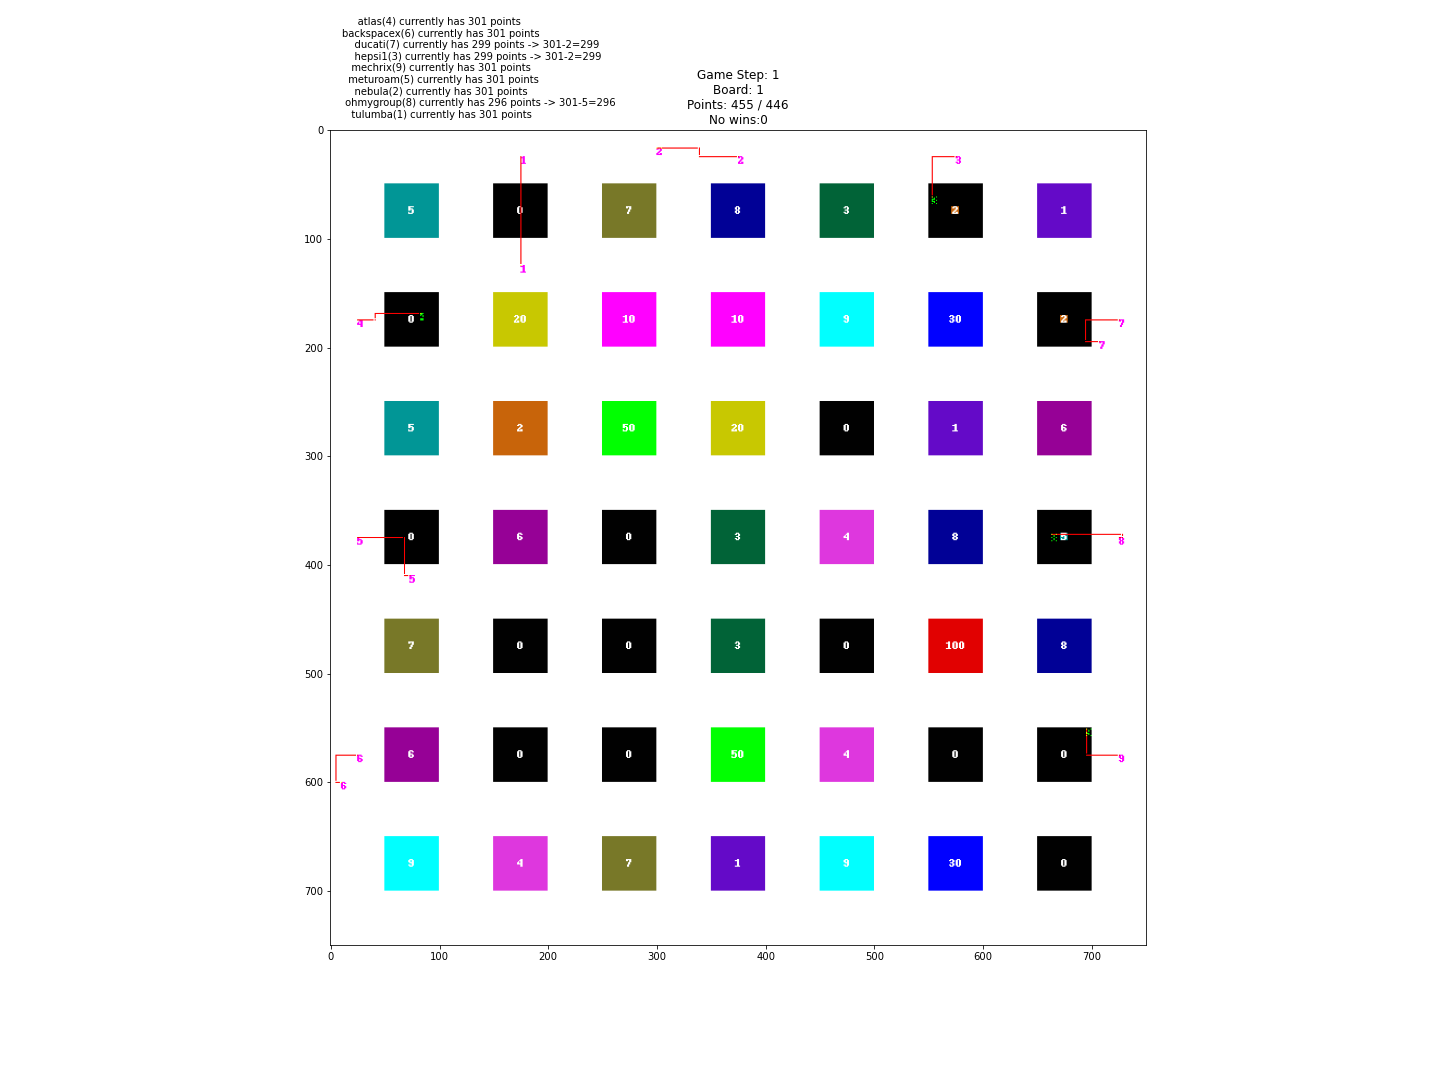 atlas(4) currently has 301 points
backspacex(6) currently has 301 points
ducati(7) currently has 299 points -> 301-2=299
hepsi1(3) currently has 299 points -> 301-2=299
mechrix(9) currently has 301 points
meturoam(5) currently has 301 points
nebula(2) currently has 301 points
ohmygroup(8) currently has 296 points -> 301-5=296
tulumba(1) currently has 301 points
Game Step: 1
Board: 1
Points: 455 / 446
No wins:0
0
1 2 2 3
5 0 7 8 3 2 1
100
1
4 0 20 10 10 9 30 2 7
7
200
5 2 50 20 0 1 6
300
5 0 6 0 3 4 8 5 8
5
400
7 0 0 3 0 100 8
500
6 6 0 0 50 4 0 0 9
6
600
9 4 7 1 9 30 0
700
0 100 200 300 400 500 600 700